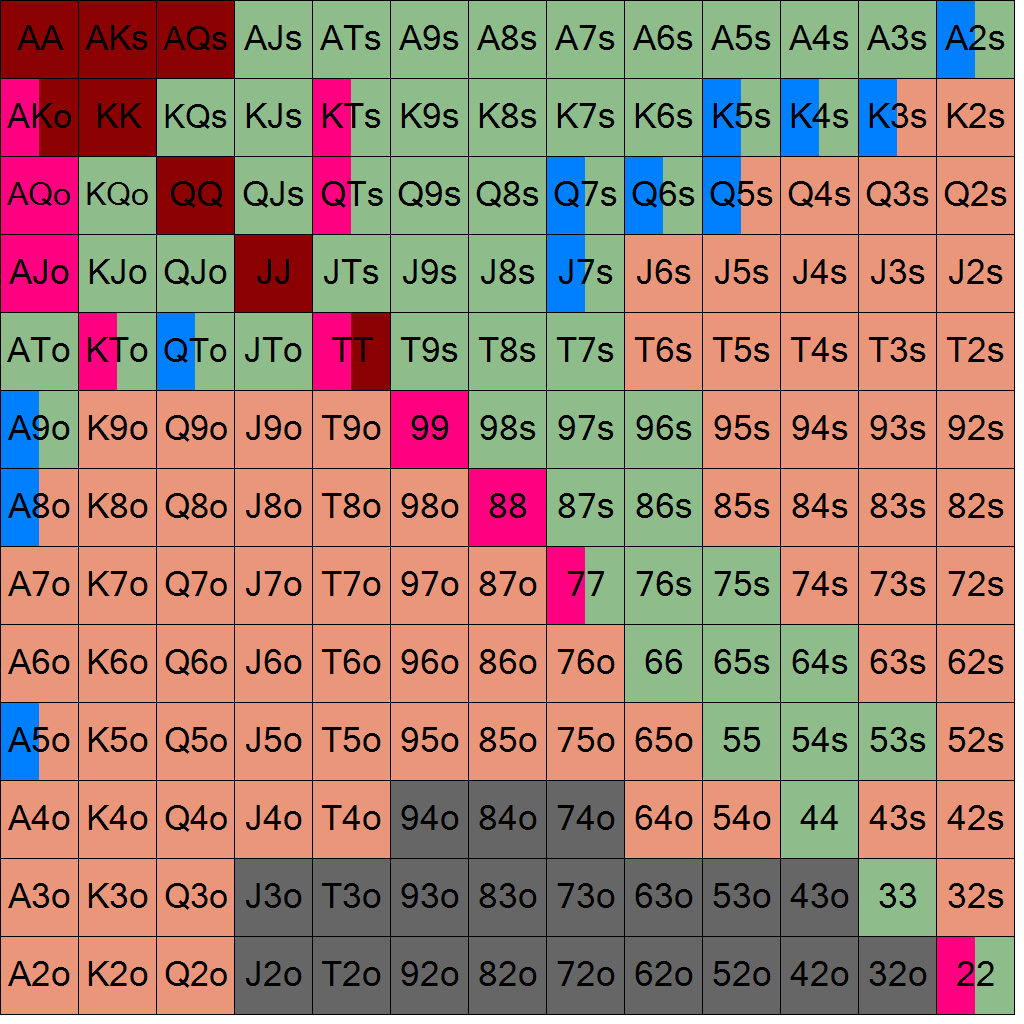 AA AKs AQs AJs ATs A9s A8s A7s A6s A5s A4s A3s A2s
AKo KK KQs KJs KTs K9s K8s K7s K6s K5s K4s K3s K2s
AQo KQo QQ QJs QTs Q9s Q8s Q7s Q6s Q5s Q4s Q3s Q2s
AJo KJo QJo JJ JTs J9s J8s J7s J6s J5s J4s J3s J2s
ATo KTo QTo JTo TT T9s T8s T7s T6s T5s T4s T3s T2s
A9o K9o Q9o J9o T9o 99 98s 97s 96s 95s 94s 93s 92s
A8o K8o Q8o J8o T8o 98o 88 87s 86s 85s 84s 83s 82s
A7o K7o Q7o J7o T7o 97o 87o 77 76s 75s 74s 73s 72s
A6o K6o Q6o J6o T6o 96o 86o 76o 66 65s 64s 63s 62s
A5o K5o Q5o J5o T5o 95o 85o 75o 65o 55 54s 53s 52s
A4o K4o Q4o J4o T4o 94o 84o 74o 64o 54o 44 43s 42s
A3o K3o Q3o J3o T3o 93o 83o 73o 63o 53o 43o 33 32s
A2o K2o Q2o J2o T2o 92o 82o 72o 62o 52o 42o 32o 22